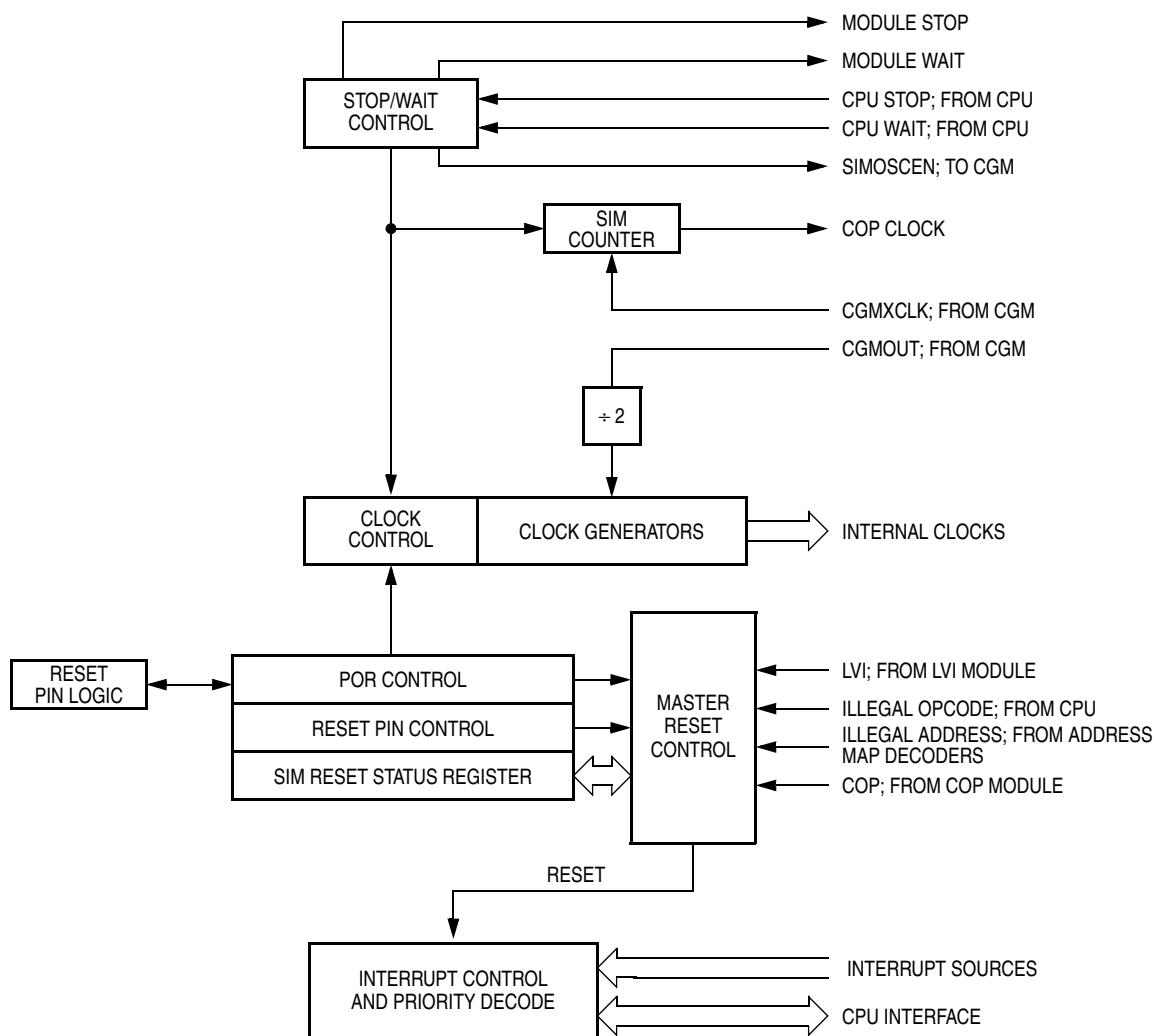 MODULE STOP
MODULE WAIT
STOP/WAIT
CONTROL
CPU STOP; FROM CPU
CPU WAIT; FROM CPU
SIMOSCEN; TO CGM
SIM
COUNTER
COP CLOCK
CGMXCLK; FROM CGM
CGMOUT; FROM CGM
÷ 2
CLOCK
CONTROL
CLOCK GENERATORS
INTERNAL CLOCKS
RESET
PIN LOGIC
POR CONTROL
RESET PIN CONTROL
SIM RESET STATUS REGISTER
MASTER
RESET
CONTROL
LVI; FROM LVI MODULE
ILLEGAL OPCODE; FROM CPU
ILLEGAL ADDRESS; FROM ADDRESS
MAP DECODERS
COP; FROM COP MODULE
RESET
INTERRUPT CONTROL
AND PRIORITY DECODE
INTERRUPT SOURCES
CPU INTERFACE